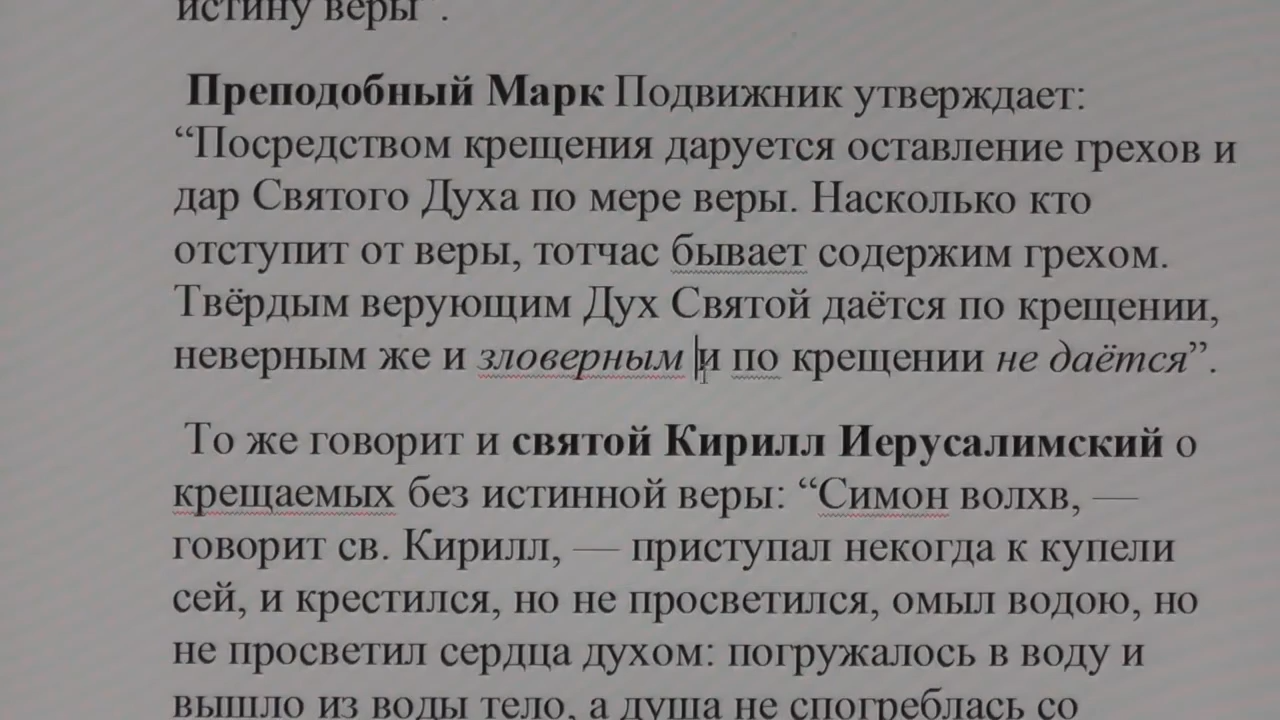 истину веры”.
Преподобный Марк Подвижник утверждает:
“Посредством крещения даруется оставление грехов и
дар Святого Духа по мере веры. Насколько кто
отступит от веры, тотчас бывает содержим грехом.
Твёрдым верующим Дух Святой даётся по крещении,
неверным же и зловерным и по крещении не даётся”.
То же говорит и святой Кирилл Иерусалимский о
крещаемых без истинной веры: “Симон волхв, —
говорит св. Кирилл, — приступал некогда к купели
сей, и крестился, но не просветился, омыл водою, но
не просветил сердца духом: погружалось в воду и
вышло из воды тело, а душа не спогреблась со